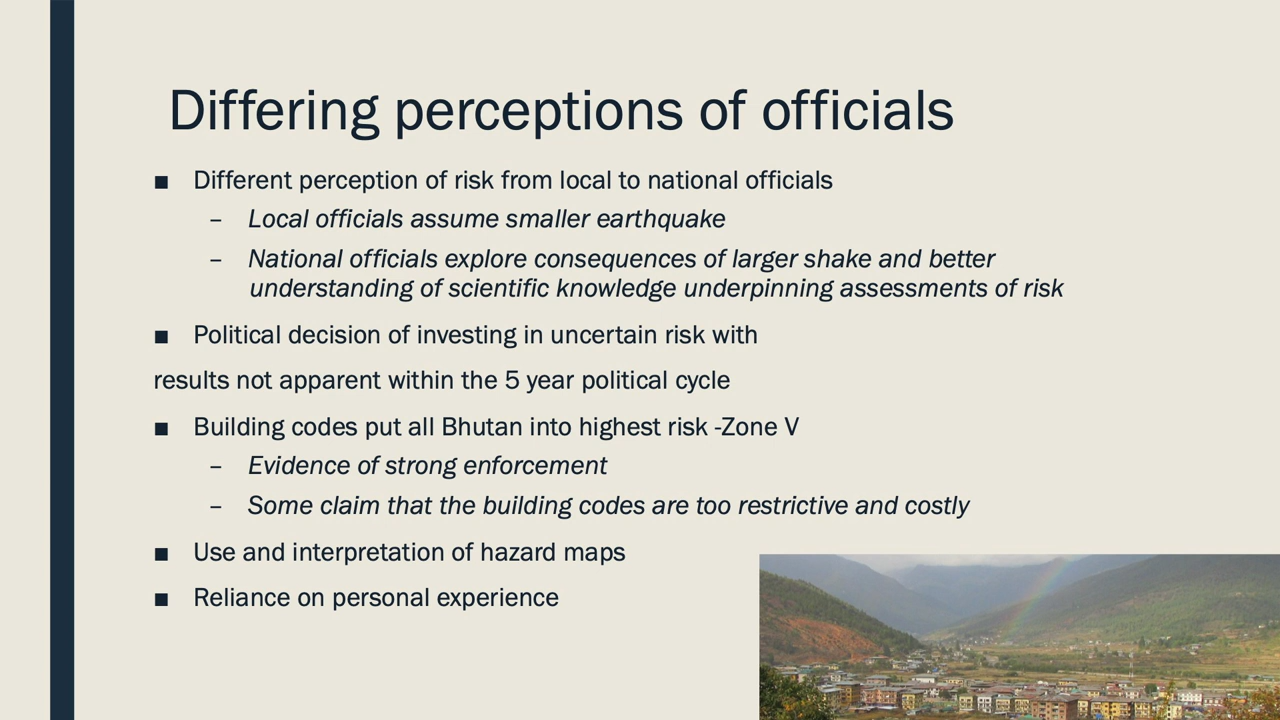 Differing perceptions of officials
■ Different perception of risk from local to national officials
– Local officials assume smaller earthquake
– National officials explore consequences of larger shake and better
understanding of scientific knowledge underpinning assessments of risk
■ Political decision of investing in uncertain risk with
results not apparent within the 5 year political cycle
■ Building codes put all Bhutan into highest risk -Zone V
– Evidence of strong enforcement
– Some claim that the building codes are too restrictive and costly
■ Use and interpretation of hazard maps
■ Reliance on personal experience